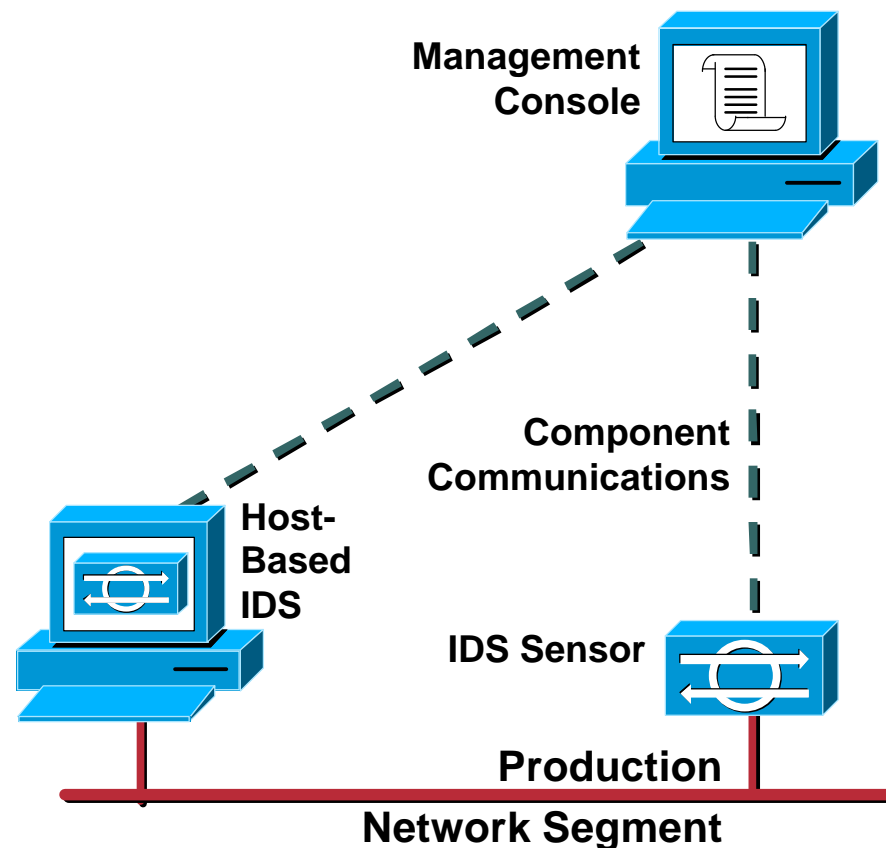 Management
Console
Component
Communications
Host-
Based
IDS
IDS Sensor
Production
Network Segment